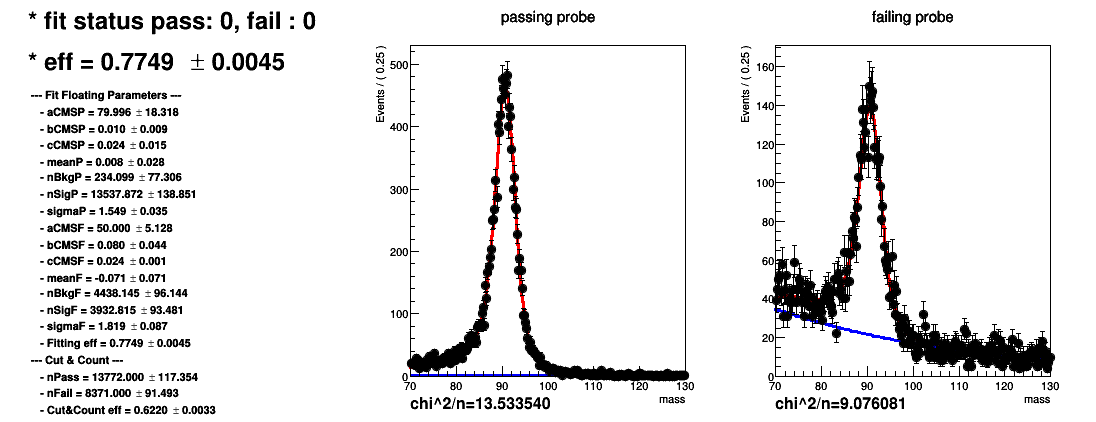 * fit status pass: 0, fail : 0
* eff = 0.7749 ± 0.0045
--- Fit Floating Parameters ---
- aCMSP = 79.996 ± 18.318
- bCMSP = 0.010 ± 0.009
- cCMSP = 0.024 ± 0.015
- meanP = 0.008 ± 0.028
- nBkgP = 234.099 ± 77.306
- nSigP = 13537.872 ± 138.851
- sigmaP = 1.549 ± 0.035
- aCMSF = 50.000 ± 5.128
- bCMSF = 0.080 ± 0.044
- cCMSF = 0.024 ± 0.001
- meanF = -0.071 ± 0.071
- nBkgF = 4438.145 ± 96.144
- nSigF = 3932.815 ± 93.481
- sigmaF = 1.819 ± 0.087
- Fitting eff = 0.7749 ± 0.0045
--- Cut & Count ---
- nPass = 13772.000 ± 117.354
- nFail = 8371.000 ± 91.493
- Cut&Count eff = 0.6220 ± 0.0033
passing probe
Events / ( 0.25 )
500
400
300
200
100
0
70 80 90 100 110 120 130
mass
chi^2/n=13.533540
failing probe
Events / ( 0.25 )
160
140
120
100
80
60
40
20
0
70 80 90 100 110 120 130
mass
chi^2/n=9.076081